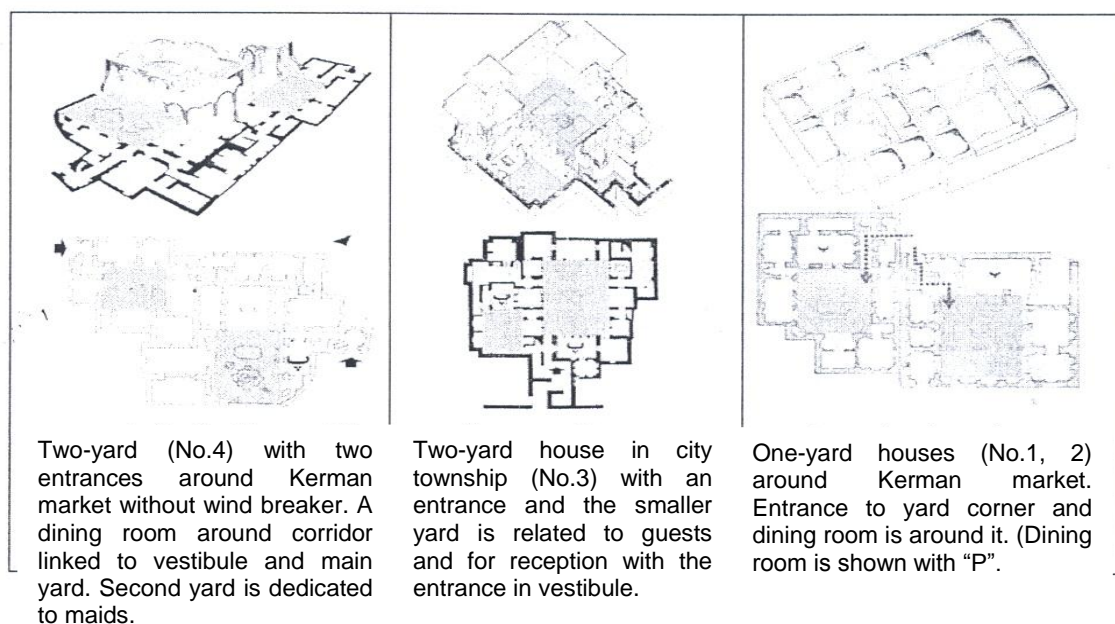 Two-yard (No.4) with two
entrances around Kerman
market without wind breaker. A
dining room around corridor
linked to vestibule and main
yard. Second yard is dedicated
to maids.
Two-yard house in city
township (No.3) with an
entrance and the smaller
yard is related to guests
and for reception with the
entrance in vestibule.
One-yard houses (No.1, 2)
around Kerman market.
Entrance to yard corner and
dining room is around it. (Dining
room is shown with “P”.